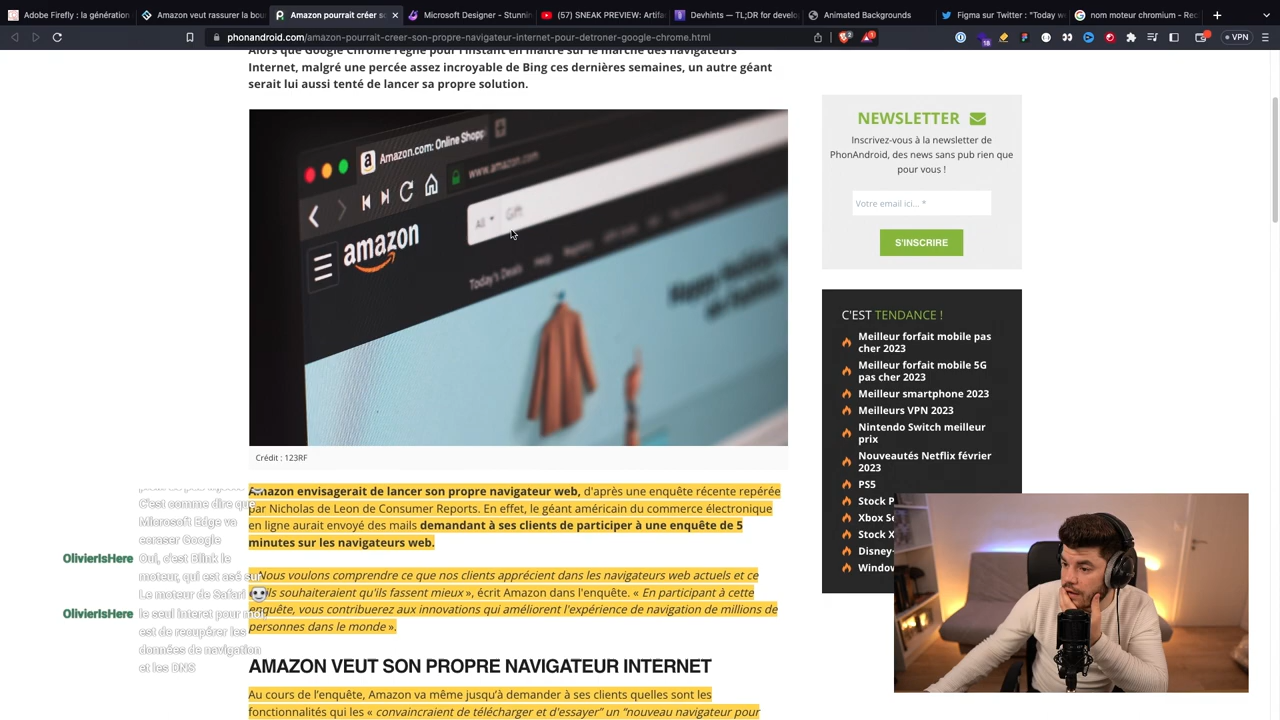 Adobe Firefly : la génération
Amazon veut rassurer la bou
Amazon pourrait créer so
Microsoft Designer - Stunnin
(57) SNEAK PREVIEW: Artifa
Devhints — TL;DR for develo
Animated Backgrounds
Figma sur Twitter : "Today w
nom moteur chromium - Rec
phonandroid.com/amazon-pourrait-creer-son-propre-navigateur-internet-pour-detroner-google-chrome.html
VPN
Alors que Google Chrome règne pour l'instant en maître sur le marché des navigateurs
Internet, malgré une percée assez incroyable de Bing ces dernières semaines, un autre géant
serait lui aussi tenté de lancer sa propre solution.
Amazon.com: Online Shopp
www.amazon.com
amazon
All
Gift
Today's Deals
Help
Registry
Crédit : 123RF
NEWSLETTER
Inscrivez-vous à la newsletter de
PhonAndroid, des news sans pub rien que
pour vous !
Votre email ici... *
S'INSCRIRE
C'EST TENDANCE !
Meilleur forfait mobile pas
cher 2023
Meilleur forfait mobile 5G
pas cher 2023
Meilleur smartphone 2023
Meilleurs VPN 2023
Nintendo Switch meilleur
prix
Nouveautés Netflix février
2023
PS5
Stock P
Xbox Se
Stock X
Disney-
Window
Amazon envisagerait de lancer son propre navigateur web, d'après une enquête récente repérée
par Nicholas de Leon de Consumer Reports. En effet, le géant américain du commerce électronique
en ligne aurait envoyé des mails demandant à ses clients de participer à une enquête de 5
minutes sur les navigateurs web.
Nous voulons comprendre ce que nos clients apprécient dans les navigateurs web actuels et ce
ils souhaiteraient qu'ils fassent mieux », écrit Amazon dans l'enquête. « En participant à cette
enquête, vous contribuerez aux innovations qui améliorent l'expérience de navigation de millions de
personnes dans le monde ».
AMAZON VEUT SON PROPRE NAVIGATEUR INTERNET
Au cours de l'enquête, Amazon va même jusqu'à demander à ses clients quelles sont les
fonctionnalités qui les « convaincraient de télécharger et d'essayer" un "nouveau navigateur pour
C'est comme dire que
Microsoft Edge va
ecraser Google
OlivierIsHere Oui, c'est Blink le
moteur, qui est asé sur
Le moteur de Safari
OlivierIsHere le seul interet pour moi
est de recupérer les
données de navigation
et les DNS